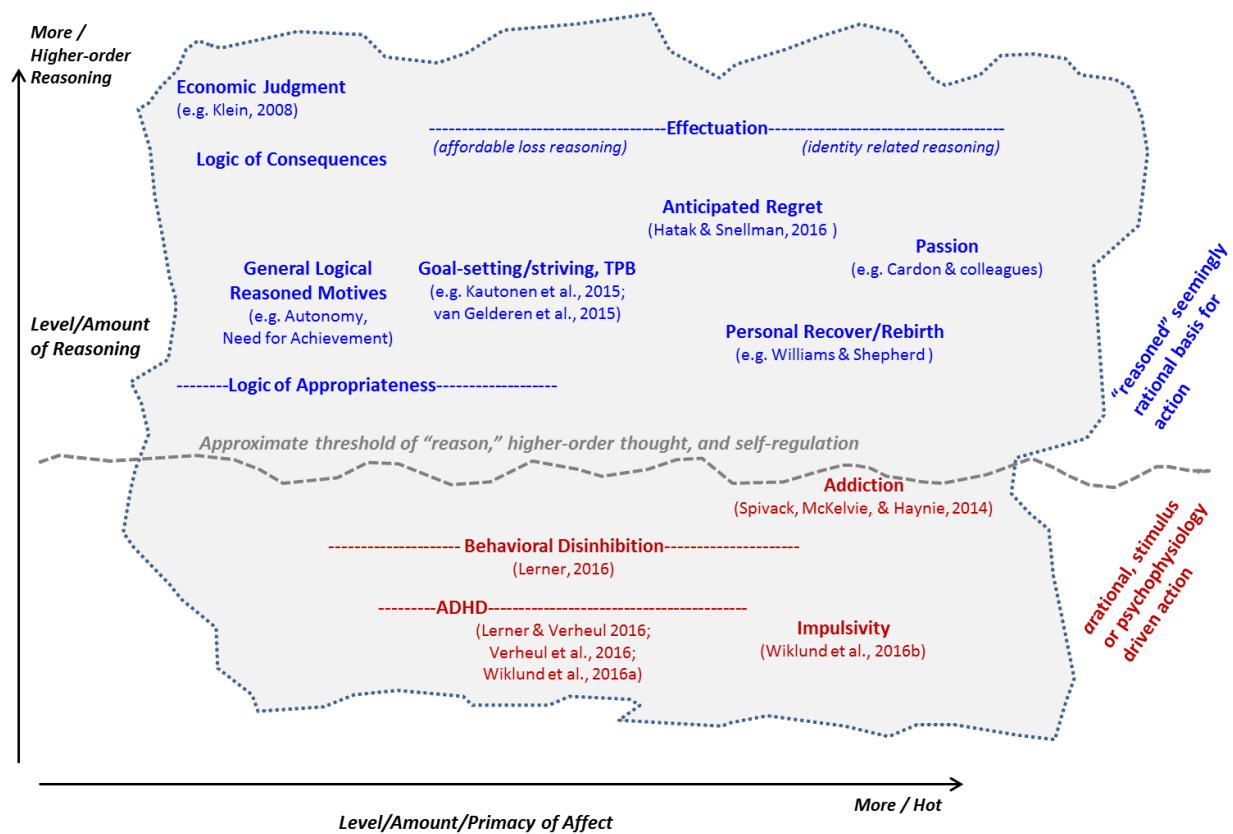 More /
Higher-order
Reasoning
Economic Judgment
(e.g. Klein, 2008)
Effectuation
(affordable loss reasoning)
(identity related reasoning)
Logic of Consequences
Anticipated Regret
(Hatak & Snellman, 2016 )
Passion
(e.g. Cardon & colleagues)
General Logical
Reasoned Motives
(e.g. Autonomy,
Need for Achievement)
Goal-setting/striving, TPB
(e.g. Kautonen et al., 2015;
van Gelderen et al., 2015)
Level/Amount
of Reasoning
Personal Recover/Rebirth
(e.g. Williams & Shepherd )
Logic of Appropriateness
"reasoned" seemingly
rational basis for
action
Approximate threshold of "reason," higher-order thought, and self-regulation
Addiction
(Spivack, McKelvie, & Haynie, 2014)
Behavioral Disinhibition
(Lerner, 2016)
ADHD
(Lerner & Verheul 2016;
Verheul et al., 2016;
Wiklund et al., 2016a)
Impulsivity
(Wiklund et al., 2016b)
arational, stimulus
or psychophysiology
driven action
More / Hot
Level/Amount/Primacy of Affect